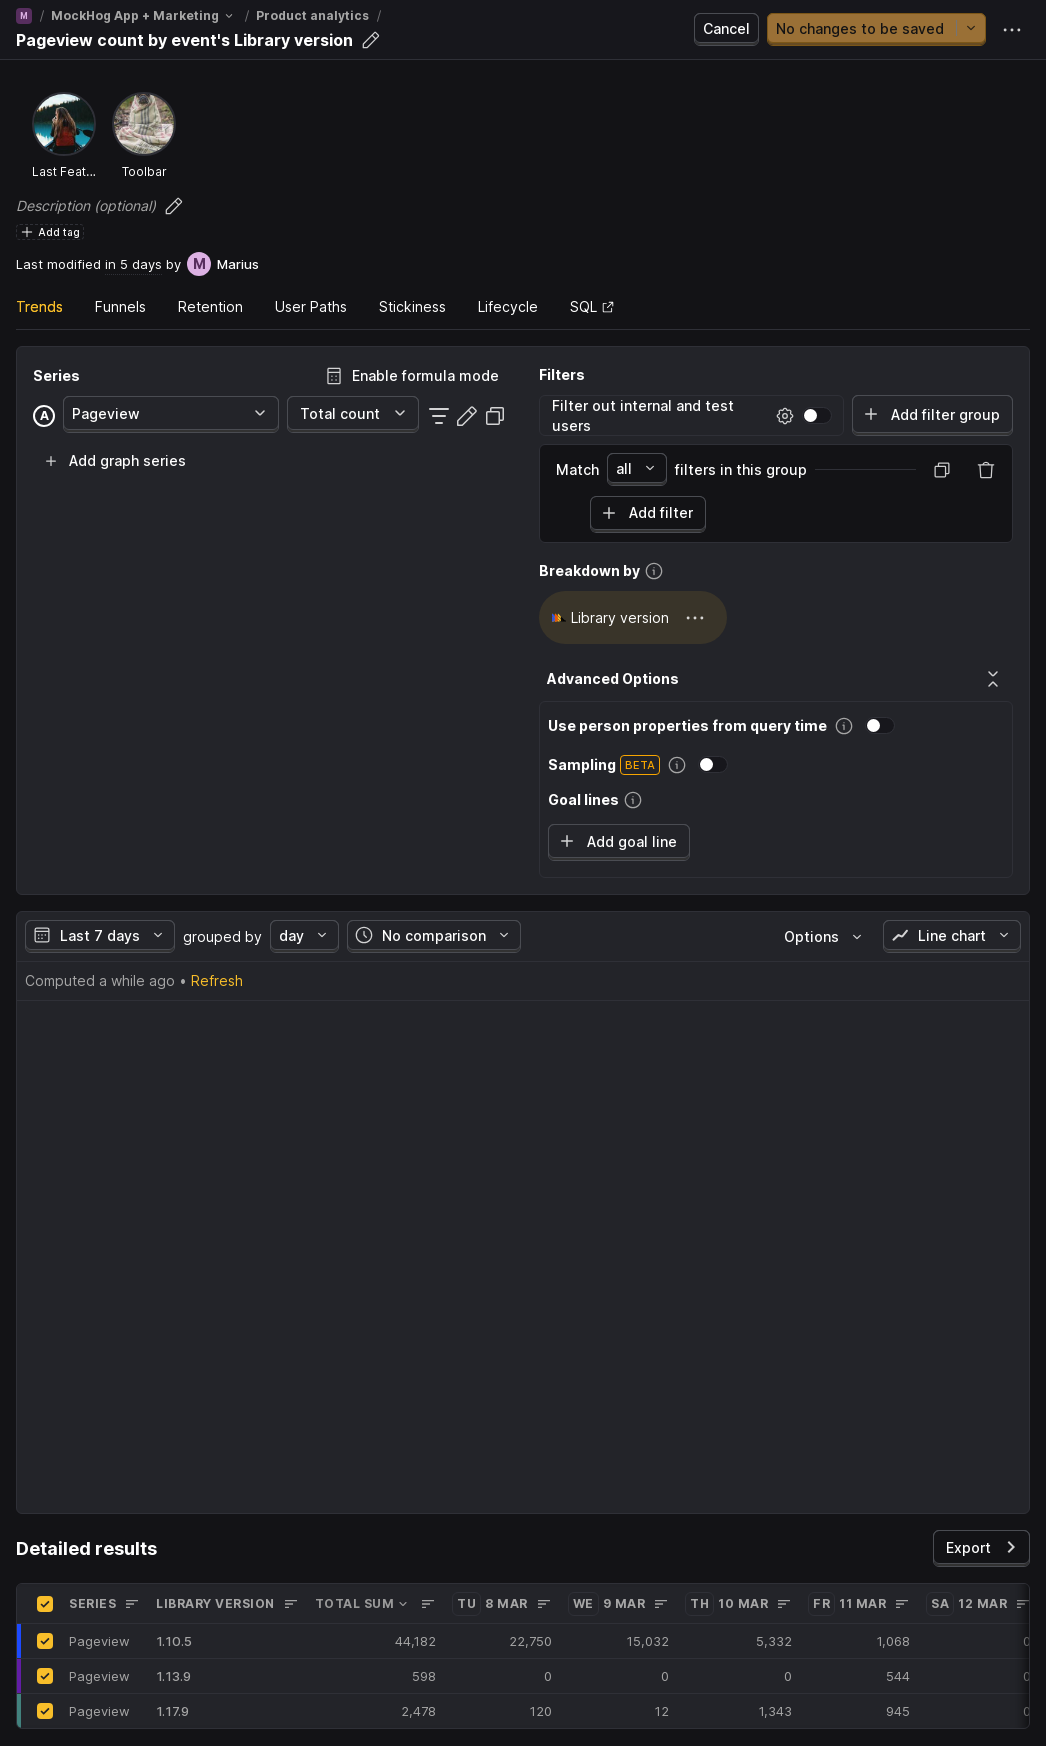 M / MockHog App + Marketing / Product analytics /
Pageview count by event's Library version
Cancel
No changes to be saved
Last Feat...
Toolbar
Description (optional)
Add tag
Last modified in 5 days by M Marius
Trends Funnels Retention User Paths Stickiness Lifecycle SQL
Series
Enable formula mode
A Pageview Total count
Add graph series
Filters
Filter out internal and test
users
Add filter group
Match all filters in this group
Add filter
Breakdown by
Library version
Advanced Options
Use person properties from query time
Sampling BETA
Goal lines
Add goal line
Last 7 days grouped by day No comparison Options Line chart
Computed a while ago • Refresh
Detailed results
Export
SERIES LIBRARY VERSION TOTAL SUM TU 8 MAR WE 9 MAR TH 10 MAR FR 11 MAR SA 12 MAR
Pageview 1.10.5 44,182 22,750 15,032 5,332 1,068 0
Pageview 1.13.9 598 0 0 0 544 0
Pageview 1.17.9 2,478 120 12 1,343 945 0